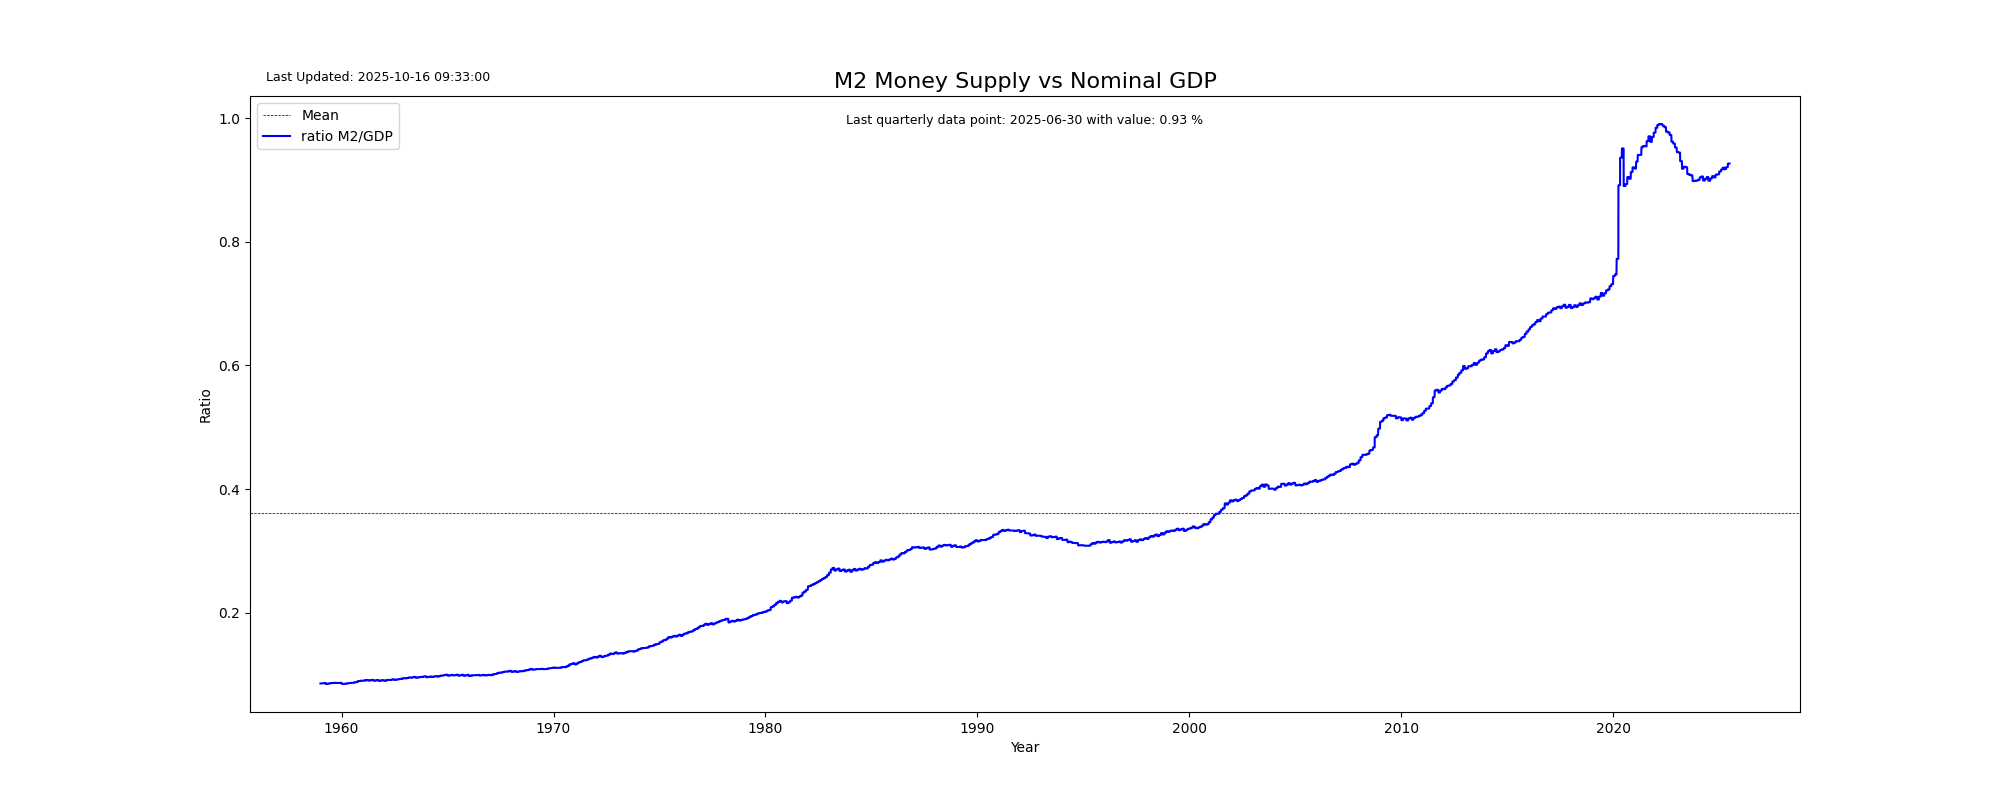 Last Updated: 2025-10-16 09:33:00
M2 Money Supply vs Nominal GDP
Last quarterly data point: 2025-06-30 with value: 0.93 %
Mean
ratio M2/GDP
1.0
0.8
0.6
0.4
0.2
Ratio
1960 1970 1980 1990 2000 2010 2020
Year